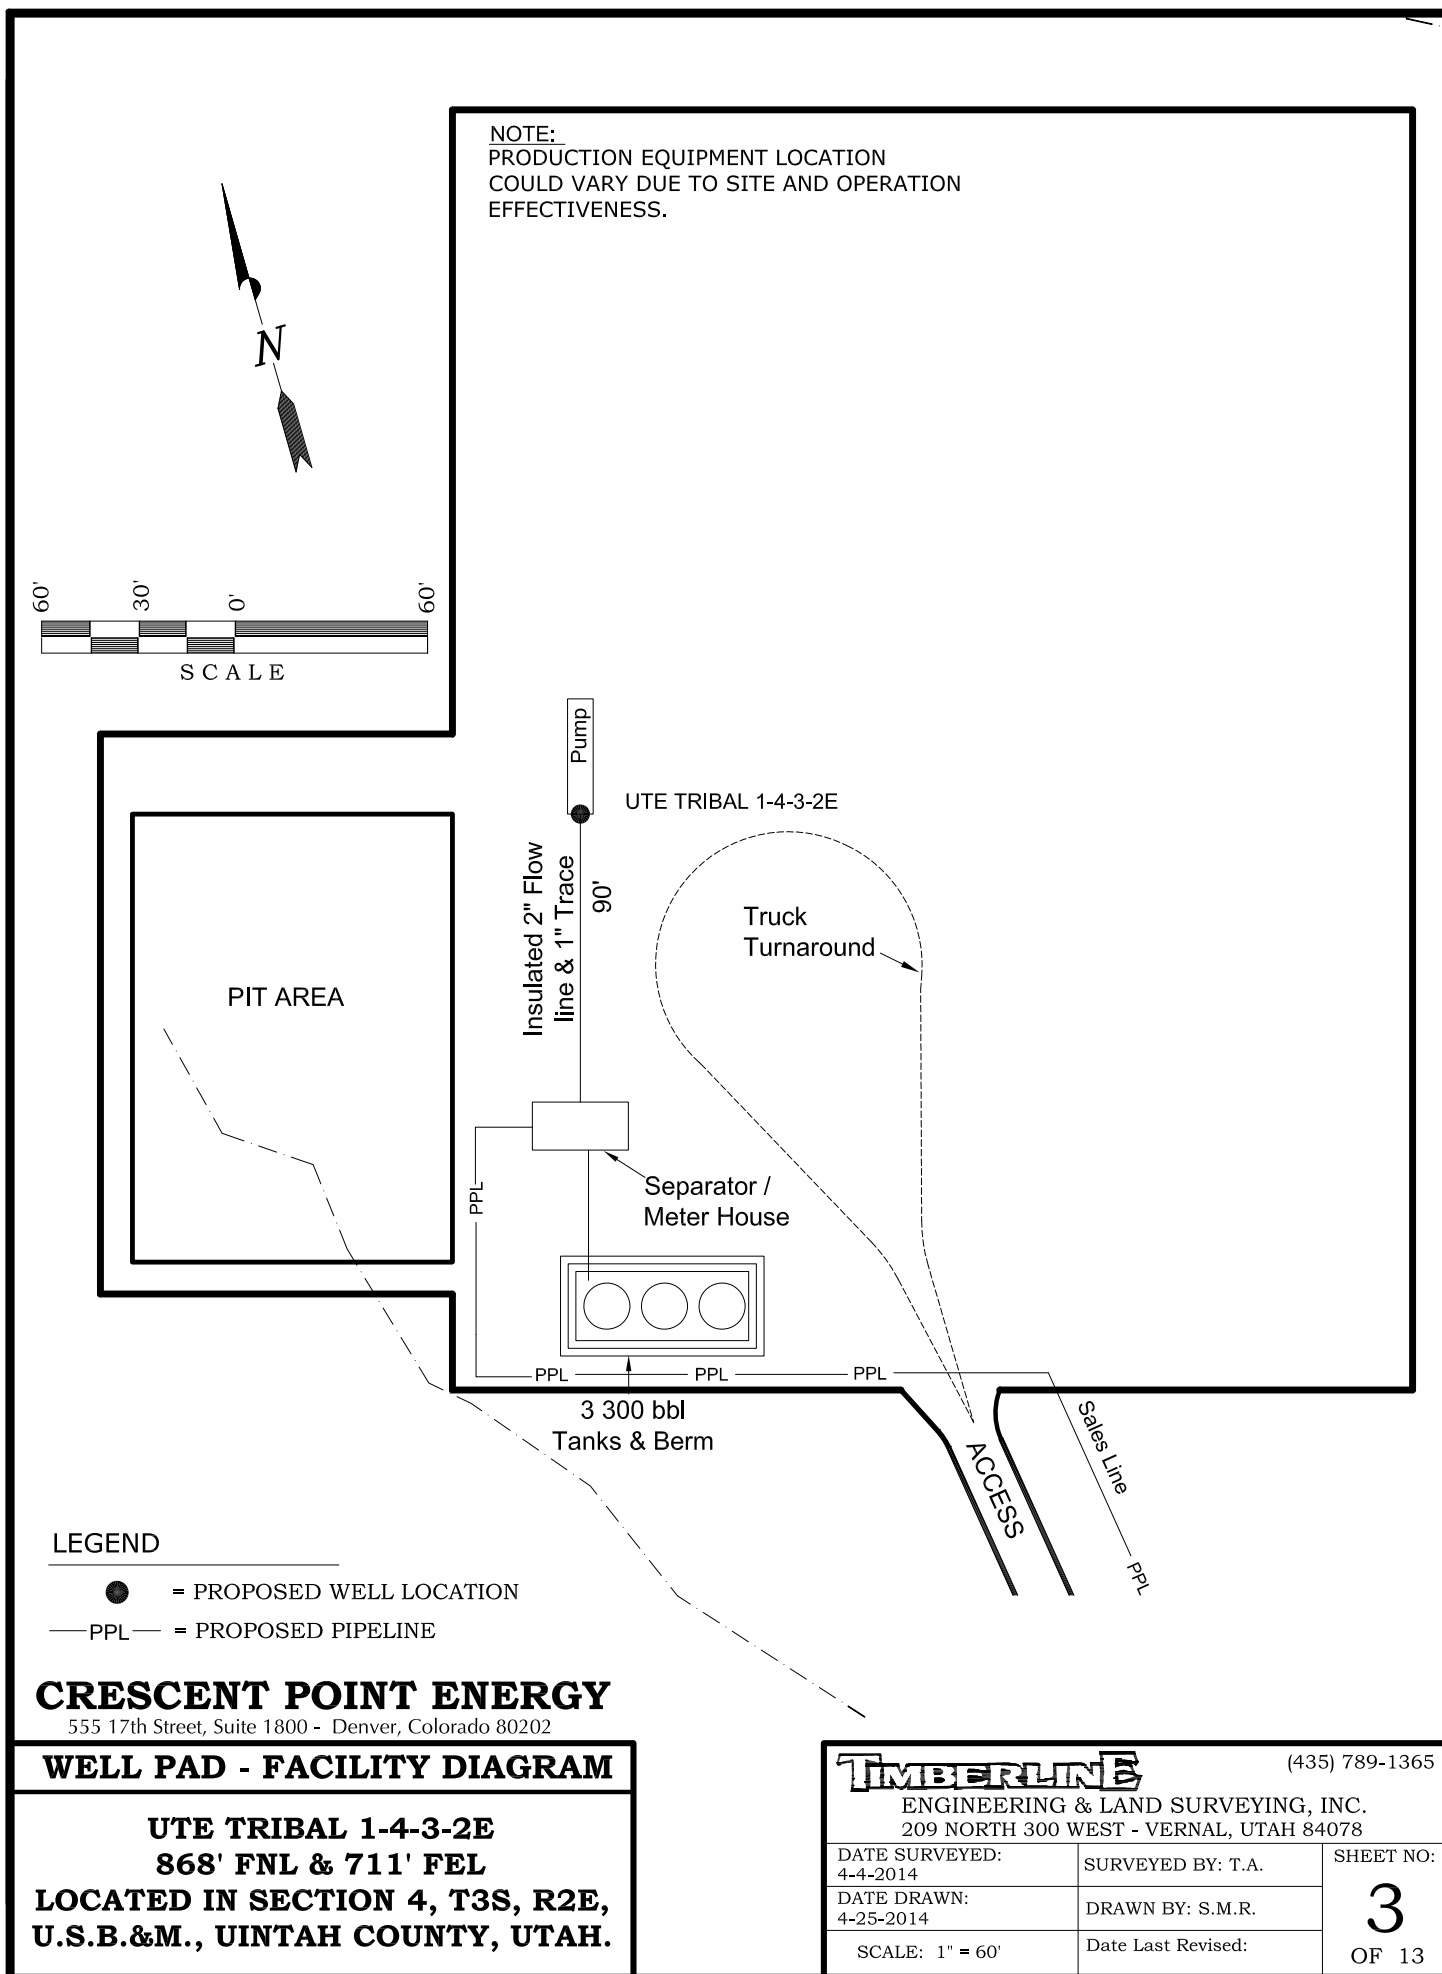 NOTE:
PRODUCTION EQUIPMENT LOCATION
COULD VARY DUE TO SITE AND OPERATION
EFFECTIVENESS.
N
60'
30'
0'
60'
SCALE
Pump
UTE TRIBAL 1-4-3-2E
Insulated 2" Flow
line & 1" Trace
90'
Truck
Turnaround
PIT AREA
PPL
Separator /
Meter House
PPL
PPL
PPL
3 300 bbl
Tanks & Berm
ACCESS
Sales Line
PPL
LEGEND
= PROPOSED WELL LOCATION
PPL = PROPOSED PIPELINE
CRESCENT POINT ENERGY
555 17th Street, Suite 1800 - Denver, Colorado 80202
WELL PAD - FACILITY DIAGRAM
UTE TRIBAL 1-4-3-2E
868' FNL & 711' FEL
LOCATED IN SECTION 4, T3S, R2E,
U.S.B.&M., UINTAH COUNTY, UTAH.
TIMBERLINE
(435) 789-1365
ENGINEERING & LAND SURVEYING, INC.
209 NORTH 300 WEST - VERNAL, UTAH 84078
DATE SURVEYED:
4-4-2014
SURVEYED BY: T.A.
SHEET NO:
DATE DRAWN:
4-25-2014
DRAWN BY: S.M.R.
3
SCALE: 1" = 60'
Date Last Revised:
OF 13